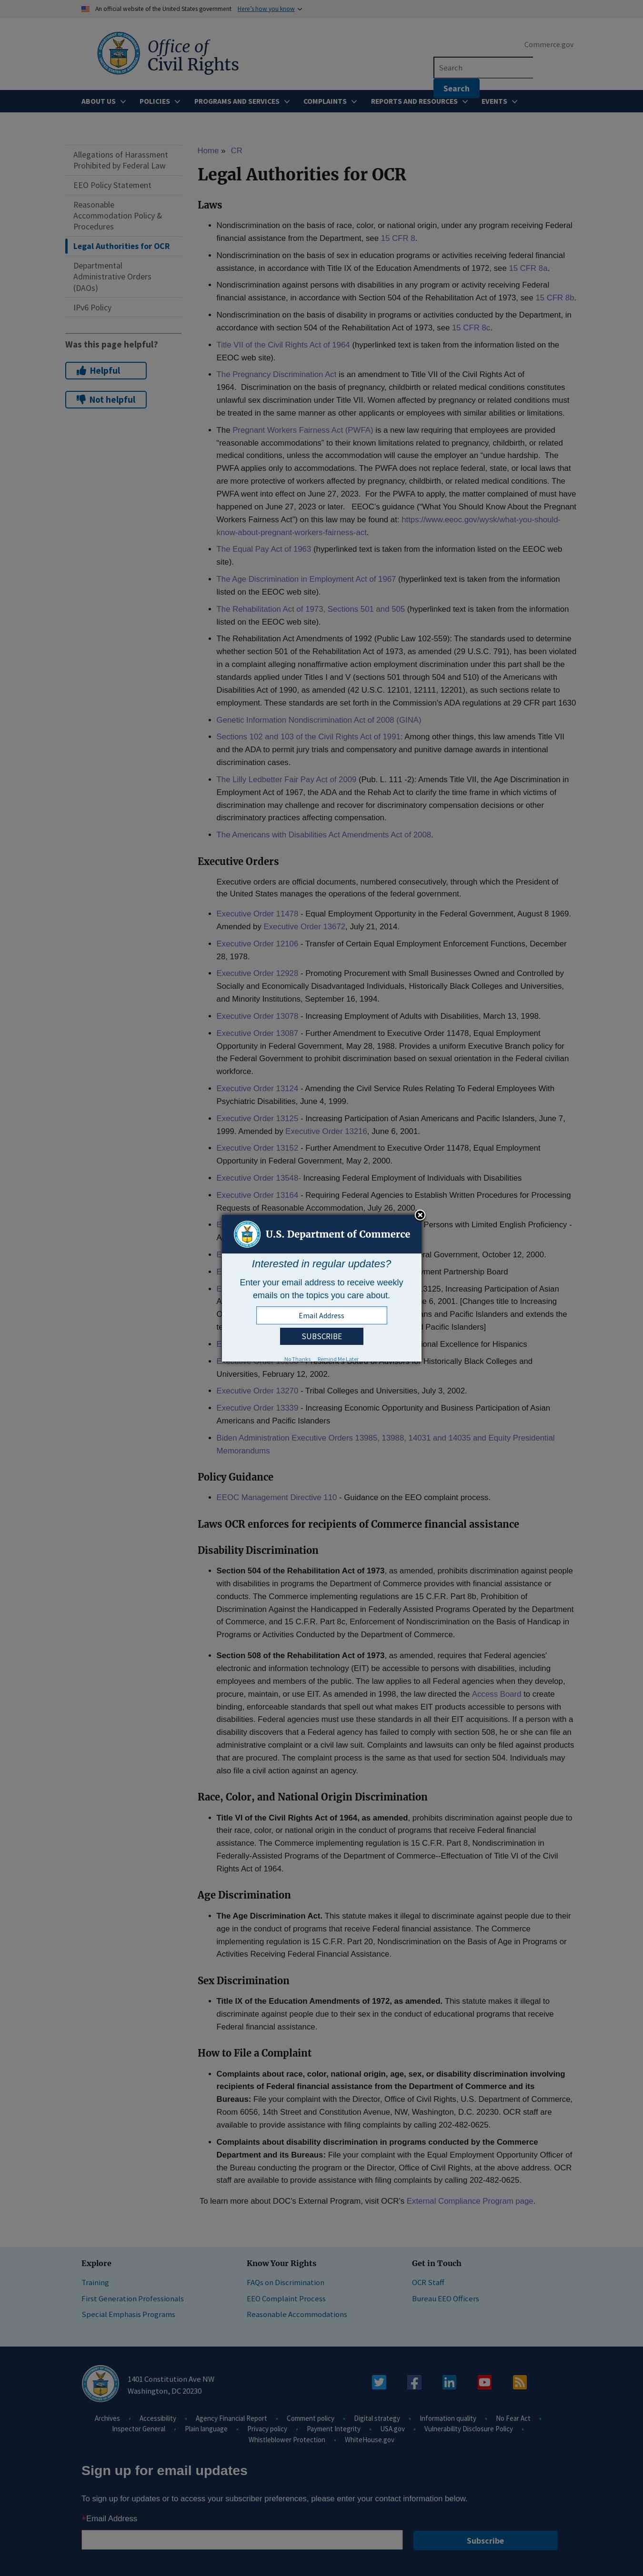 An official website of the United States government Here's how you know
Commerce.gov
Office of
Civil Rights
Search
Search
ABOUT US POLICIES PROGRAMS AND SERVICES COMPLAINTS REPORTS AND RESOURCES EVENTS
Allegations of Harassment
Prohibited by Federal Law
EEO Policy Statement
Reasonable
Accommodation Policy &
Procedures
Legal Authorities for OCR
Departmental
Administrative Orders
(DAOs)
IPv6 Policy
Was this page helpful?
Helpful
Not helpful
Home » CR
Legal Authorities for OCR
Laws
• Nondiscrimination on the basis of race, color, or national origin, under any program receiving Federal
financial assistance from the Department, see 15 CFR 8.
• Nondiscrimination on the basis of sex in education programs or activities receiving federal financial
assistance, in accordance with Title IX of the Education Amendments of 1972, see 15 CFR 8a.
• Nondiscrimination against persons with disabilities in any program or activity receiving Federal
financial assistance, in accordance with Section 504 of the Rehabilitation Act of 1973, see 15 CFR 8b.
• Nondiscrimination on the basis of disability in programs or activities conducted by the Department, in
accordance with section 504 of the Rehabilitation Act of 1973, see 15 CFR 8c.
• Title VII of the Civil Rights Act of 1964 (hyperlinked text is taken from the information listed on the
EEOC web site).
• The Pregnancy Discrimination Act is an amendment to Title VII of the Civil Rights Act of
1964. Discrimination on the basis of pregnancy, childbirth or related medical conditions constitutes
unlawful sex discrimination under Title VII. Women affected by pregnancy or related conditions must
be treated in the same manner as other applicants or employees with similar abilities or limitations.
• The Pregnant Workers Fairness Act (PWFA) is a new law requiring that employees are provided
“reasonable accommodations” to their known limitations related to pregnancy, childbirth, or related
medical conditions, unless the accommodation will cause the employer an “undue hardship. The
PWFA applies only to accommodations. The PWFA does not replace federal, state, or local laws that
are more protective of workers affected by pregnancy, childbirth, or related medical conditions. The
PWFA went into effect on June 27, 2023. For the PWFA to apply, the matter complained of must have
happened on June 27, 2023 or later. EEOC's guidance ("What You Should Know About the Pregnant
Workers Fairness Act") on this law may be found at: https://www.eeoc.gov/wysk/what-you-should-
know-about-pregnant-workers-fairness-act.
• The Equal Pay Act of 1963 (hyperlinked text is taken from the information listed on the EEOC web
site).
• The Age Discrimination in Employment Act of 1967 (hyperlinked text is taken from the information
listed on the EEOC web site).
• The Rehabilitation Act of 1973, Sections 501 and 505 (hyperlinked text is taken from the information
listed on the EEOC web site).
• The Rehabilitation Act Amendments of 1992 (Public Law 102-559): The standards used to determine
whether section 501 of the Rehabilitation Act of 1973, as amended (29 U.S.C. 791), has been violated
in a complaint alleging nonaffirmative action employment discrimination under this part shall be the
standards applied under Titles I and V (sections 501 through 504 and 510) of the Americans with
Disabilities Act of 1990, as amended (42 U.S.C. 12101, 12111, 12201), as such sections relate to
employment. These standards are set forth in the Commission's ADA regulations at 29 CFR part 1630
• Genetic Information Nondiscrimination Act of 2008 (GINA)
• Sections 102 and 103 of the Civil Rights Act of 1991: Among other things, this law amends Title VII
and the ADA to permit jury trials and compensatory and punitive damage awards in intentional
discrimination cases.
• The Lilly Ledbetter Fair Pay Act of 2009 (Pub. L. 111 -2): Amends Title VII, the Age Discrimination in
Employment Act of 1967, the ADA and the Rehab Act to clarify the time frame in which victims of
discrimination may challenge and recover for discriminatory compensation decisions or other
discriminatory practices affecting compensation.
• The Americans with Disabilities Act Amendments Act of 2008.
Executive Orders
Executive orders are official documents, numbered consecutively, through which the President of
the United States manages the operations of the federal government.
• Executive Order 11478 - Equal Employment Opportunity in the Federal Government, August 8 1969.
Amended by Executive Order 13672, July 21, 2014.
• Executive Order 12106 - Transfer of Certain Equal Employment Enforcement Functions, December
28, 1978.
• Executive Order 12928 - Promoting Procurement with Small Businesses Owned and Controlled by
Socially and Economically Disadvantaged Individuals, Historically Black Colleges and Universities,
and Minority Institutions, September 16, 1994.
• Executive Order 13078 - Increasing Employment of Adults with Disabilities, March 13, 1998.
• Executive Order 13087 - Further Amendment to Executive Order 11478, Equal Employment
Opportunity in Federal Government, May 28, 1988. Provides a uniform Executive Branch policy for
the Federal Government to prohibit discrimination based on sexual orientation in the Federal civilian
workforce.
• Executive Order 13124 - Amending the Civil Service Rules Relating To Federal Employees With
Psychiatric Disabilities, June 4, 1999.
• Executive Order 13125 - Increasing Participation of Asian Americans and Pacific Islanders, June 7,
1999. Amended by Executive Order 13216, June 6, 2001.
• Executive Order 13152 - Further Amendment to Executive Order 11478, Equal Employment
Opportunity in Federal Government, May 2, 2000.
• Executive Order 13548- Increasing Federal Employment of Individuals with Disabilities
• Executive Order 13164 - Requiring Federal Agencies to Establish Written Procedures for Processing
Requests of Reasonable Accommodation, July 26, 2000.
Persons with Limited English Proficiency -
Government, October 12, 2000.
Partnership Board
13125, Increasing Participation of Asian
6, 2001. [Changes title to Increasing
and Pacific Islanders and extends the
Pacific Islanders]
Excellence for Hispanics
Advisors for Historically Black Colleges and
Universities, February 12, 2002.
• Executive Order 13270 - Tribal Colleges and Universities, July 3, 2002.
• Executive Order 13339 - Increasing Economic Opportunity and Business Participation of Asian
Americans and Pacific Islanders
• Biden Administration Executive Orders 13985, 13988, 14031 and 14035 and Equity Presidential
Memorandums
U.S. Department of Commerce
Interested in regular updates?
Enter your email address to receive weekly
emails on the topics you care about.
Email Address
SUBSCRIBE
No Thanks Remind Me Later
Policy Guidance
• EEOC Management Directive 110 - Guidance on the EEO complaint process.
Laws OCR enforces for recipients of Commerce financial assistance
Disability Discrimination
• Section 504 of the Rehabilitation Act of 1973, as amended, prohibits discrimination against people
with disabilities in programs that the Department of Commerce provides with financial assistance or
conducts. The Commerce implementing regulations are 15 C.F.R. Part 8b, Prohibition of
Discrimination Against the Handicapped in Federally Assisted Programs Operated by the Department
of Commerce, and 15 C.F.R. Part 8c, Enforcement of Nondiscrimination on the Basis of Handicap in
Programs or Activities Conducted by the Department of Commerce.
• Section 508 of the Rehabilitation Act of 1973, as amended, requires that Federal agencies'
electronic and information technology (EIT) be accessible to persons with disabilities, including
employees and members of the public. The law applies to all Federal agencies when they develop,
procure, maintain, or use EIT. As amended in 1998, the law directed the Access Board to create
binding, enforceable standards that spell out what makes EIT products accessible to persons with
disabilities. Federal agencies must use these standards in all their EIT acquisitions. If a person with a
disability discovers that a Federal agency has failed to comply with section 508, he or she can file an
administrative complaint or a civil law suit. Complaints and lawsuits can only be filed against products
that are procured. The complaint process is the same as that used for section 504. Individuals may
also file a civil action against an agency.
Race, Color, and National Origin Discrimination
• Title VI of the Civil Rights Act of 1964, as amended, prohibits discrimination against people due to
their race, color, or national origin in the conduct of programs that receive Federal financial
assistance. The Commerce implementing regulation is 15 C.F.R. Part 8, Nondiscrimination in
Federally-Assisted Programs of the Department of Commerce--Effectuation of Title VI of the Civil
Rights Act of 1964.
Age Discrimination
• The Age Discrimination Act. This statute makes it illegal to discriminate against people due to their
age in the conduct of programs that receive Federal financial assistance. The Commerce
implementing regulation is 15 C.F.R. Part 20, Nondiscrimination on the Basis of Age in Programs or
Activities Receiving Federal Financial Assistance.
Sex Discrimination
• Title IX of the Education Amendments of 1972, as amended. This statute makes it illegal to
discriminate against people due to their sex in the conduct of educational programs that receive
Federal financial assistance.
How to File a Complaint
• Complaints about race, color, national origin, age, sex, or disability discrimination involving
recipients of Federal financial assistance from the Department of Commerce and its
Bureaus: File your complaint with the Director, Office of Civil Rights, U.S. Department of Commerce,
Room 6056, 14th Street and Constitution Avenue, NW, Washington, D.C. 20230. OCR staff are
available to provide assistance with filing complaints by calling 202-482-0625.
• Complaints about disability discrimination in programs conducted by the Commerce
Department and its Bureaus: File your complaint with the Equal Employment Opportunity Officer of
the Bureau conducting the program or the Director, Office of Civil Rights, at the above address. OCR
staff are available to provide assistance with filing complaints by calling 202-482-0625.
To learn more about DOC's External Program, visit OCR's External Compliance Program page.
Explore
Training
First Generation Professionals
Special Emphasis Programs
Know Your Rights
FAQs on Discrimination
EEO Complaint Process
Reasonable Accommodations
Get in Touch
OCR Staff
Bureau EEO Officers
1401 Constitution Ave NW
Washington, DC 20230
Archives • Accessibility • Agency Financial Report • Comment policy • Digital strategy • Information quality • No Fear Act •
Inspector General • Plain language • Privacy policy • Payment Integrity • USA.gov • Vulnerability Disclosure Policy •
Whistleblower Protection • WhiteHouse.gov
Sign up for email updates
To sign up for updates or to access your subscriber preferences, please enter your contact information below.
*Email Address
Subscribe